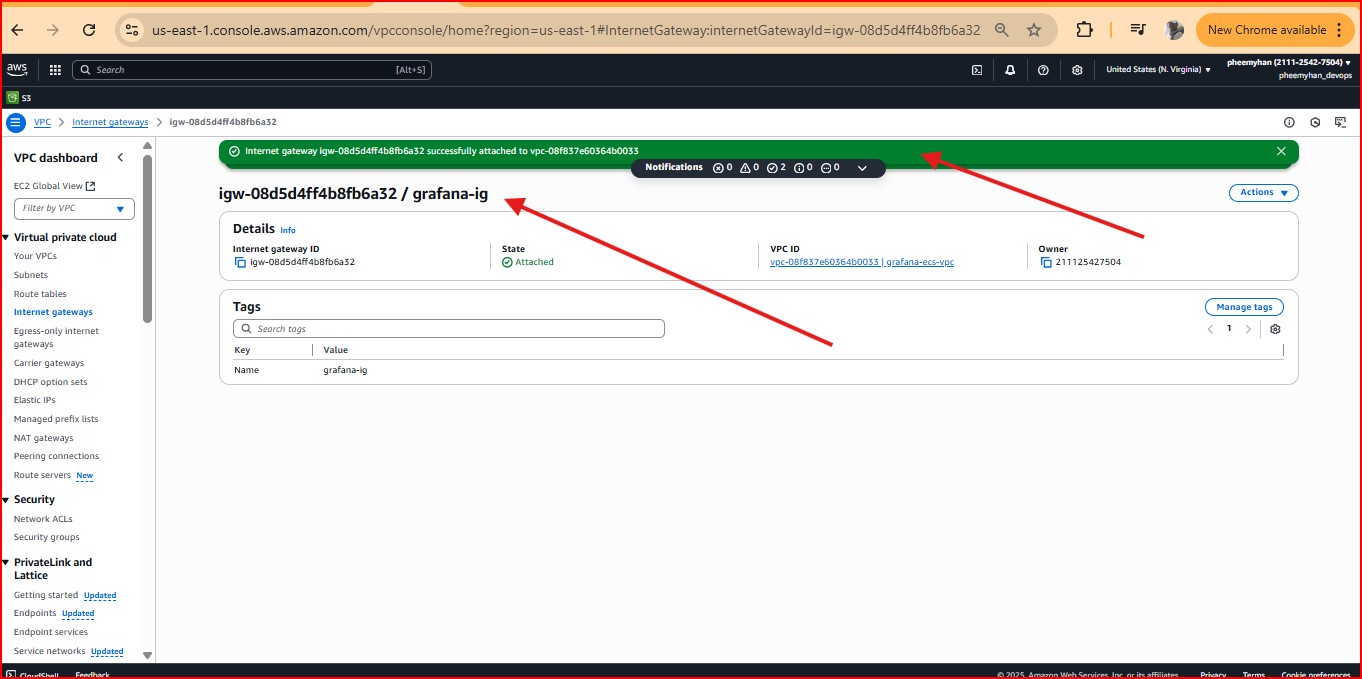 us-east-1.console.aws.amazon.com/vpcconsole/home?region=us-east-1#InternetGateway:internetGatewayId=igw-08d5d4ff4b8fb6a32
New Chrome available
aws
Search [Alt+S]
United States (N. Virginia)
pheemyhan (2111-2542-7504)
pheemyhan_devops
S3
VPC > Internet gateways > igw-08d5d4ff4b8fb6a32
VPC dashboard
EC2 Global View
Filter by VPC
Virtual private cloud
Your VPCs
Subnets
Route tables
Internet gateways
Egress-only internet
gateways
Carrier gateways
DHCP option sets
Elastic IPs
Managed prefix lists
NAT gateways
Peering connections
Route servers New
Security
Network ACLs
Security groups
PrivateLink and
Lattice
Getting started Updated
Endpoints Updated
Endpoint services
Service networks Updated
Internet gateway igw-08d5d4ff4b8fb6a32 successfully attached to vpc-08f837e60364b0033
Notifications 0 0 2 0 0
igw-08d5d4ff4b8fb6a32 / grafana-ig
Actions
Details Info
Internet gateway ID
igw-08d5d4ff4b8fb6a32
State
Attached
VPC ID
vpc-08f837e60364b0033 | grafana-ecs-vpc
Owner
211125427504
Tags
Manage tags
Search tags
1
Key Value
Name grafana-ig
CloudShell Feedback
© 2025, Amazon Web Services, Inc. or its affiliates. Privacy Terms Cookie preferences